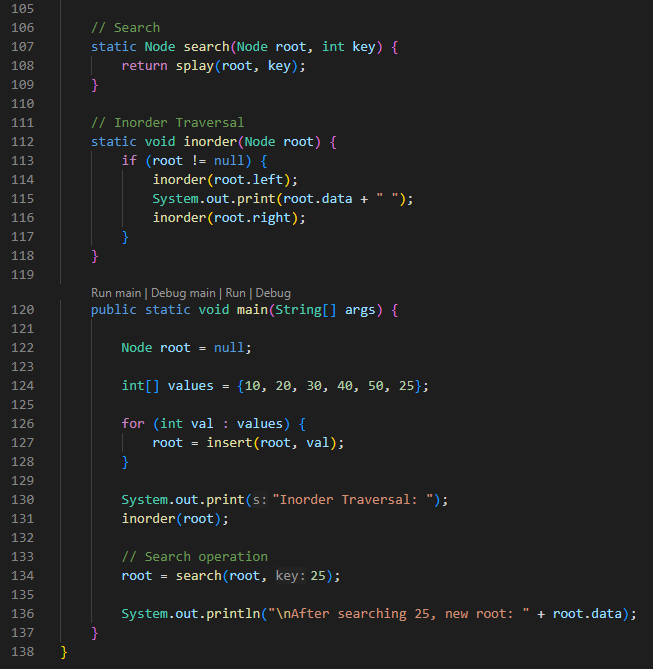 105
106 // Search
107 static Node search(Node root, int key) {
108 return splay(root, key);
109 }
110
111 // Inorder Traversal
112 static void inorder(Node root) {
113 if (root != null) {
114 inorder(root.left);
115 System.out.print(root.data + " ");
116 inorder(root.right);
117 }
118 }
119
Run main | Debug main | Run | Debug
120 public static void main(String[] args) {
121
122 Node root = null;
123
124 int[] values = {10, 20, 30, 40, 50, 25};
125
126 for (int val : values) {
127 root = insert(root, val);
128 }
129
130 System.out.print(s: "Inorder Traversal: ");
131 inorder(root);
132
133 // Search operation
134 root = search(root, key: 25);
135
136 System.out.println("\nAfter searching 25, new root: " + root.data);
137 }
138 }